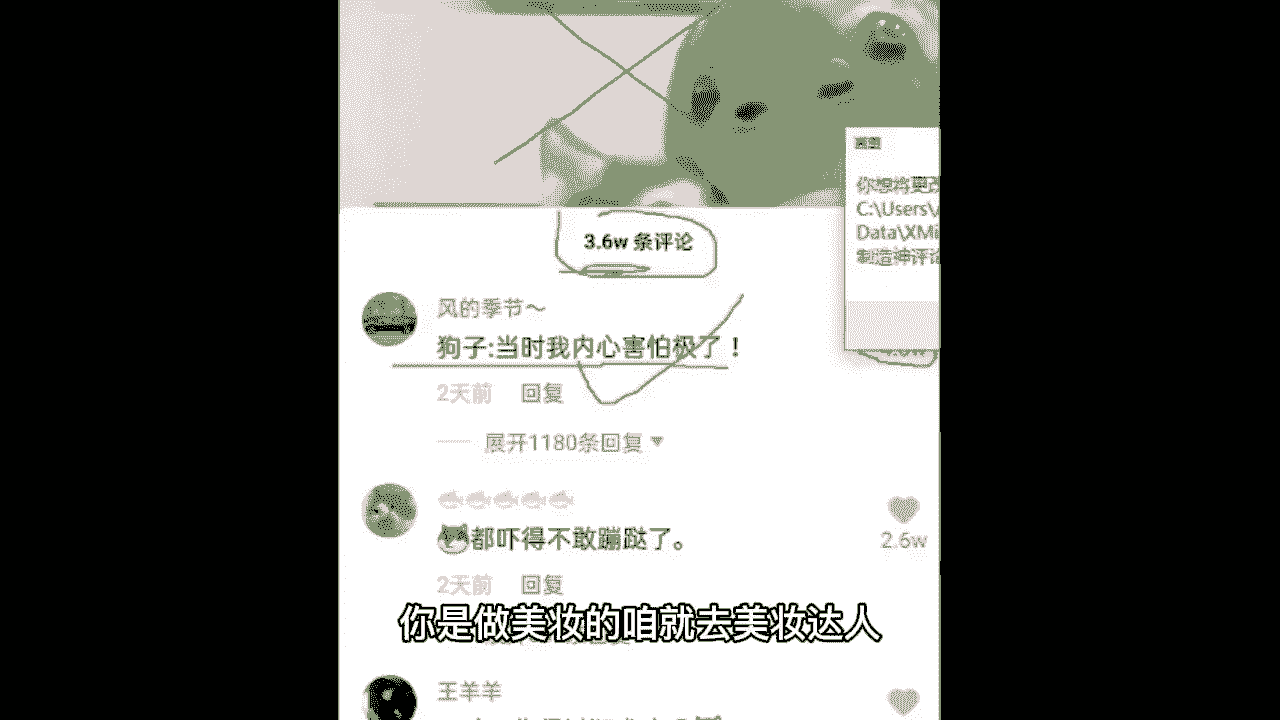 你想将更改
C:\Users\
Data\XMi
制造神评论
3.6w 条评论
风的季节～
狗子:当时我内心害怕极了！
2天前 回复
展开1180条回复
都吓得不敢蹦跶了。
2.6w
2天前 回复
你是做美妆的咱就去美妆达人
王羊羊